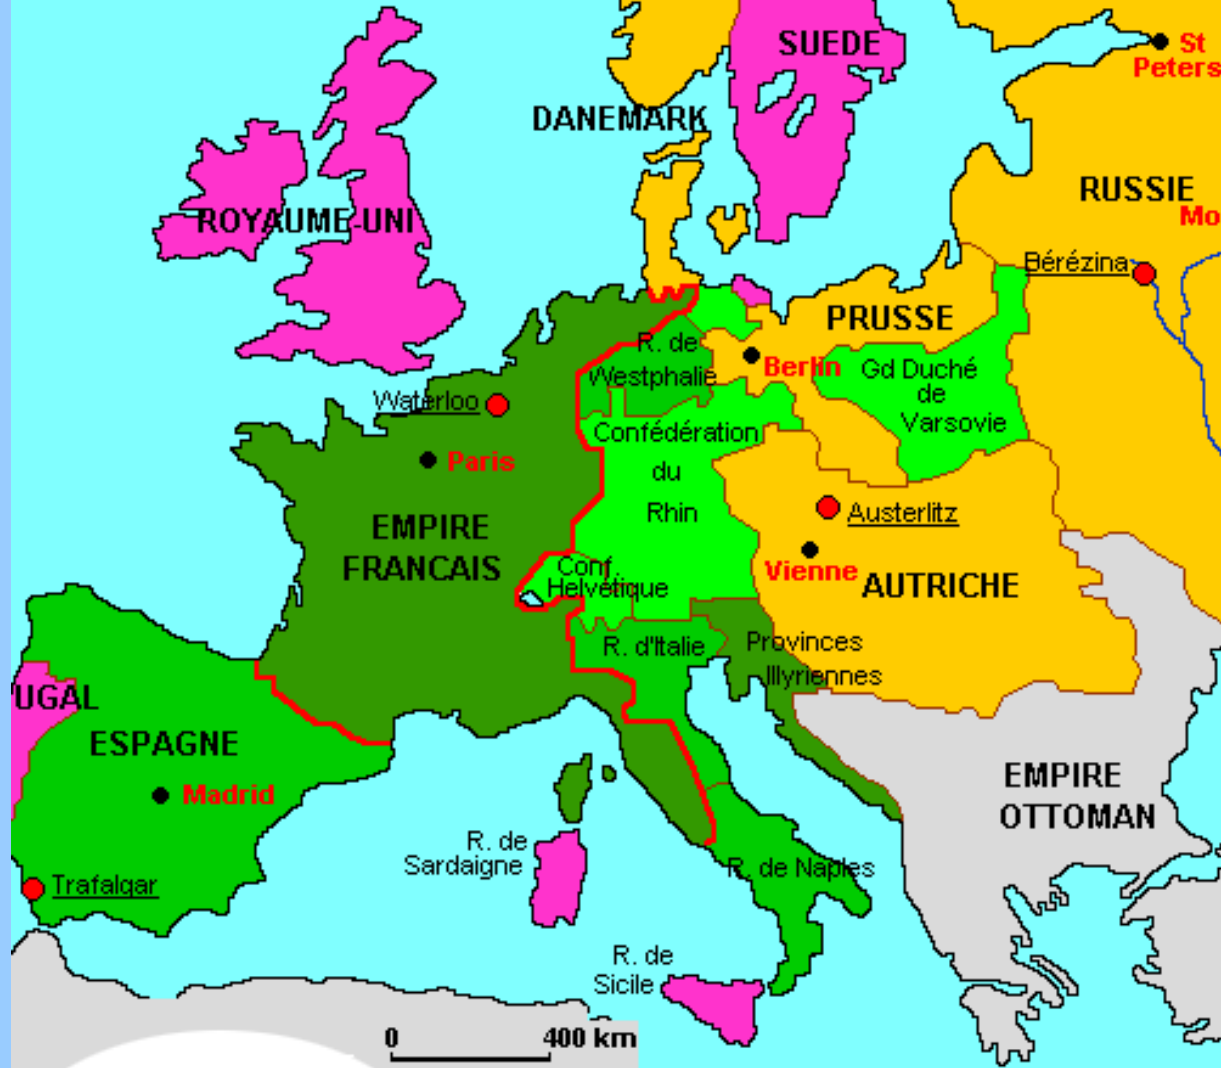 SUEDE
St
Peters
DANEMARK
RUSSIE
Mo
ROYAUME-UNI
Bérézina
PRUSSE
R. de
Westphalie
Berlin
Gd Duché
de
Varsovie
Waterloo
Confédération
du
Rhin
Paris
Austerlitz
EMPIRE
FRANCAIS
Vienne
Conf.
Helvétique
AUTRICHE
R. d'Italie
Provinces
Illyriennes
UGAL
ESPAGNE
Madrid
EMPIRE
OTTOMAN
R. de
Sardaigne
R. de Naples
Trafalgar
R. de
Sicile
0 400 km